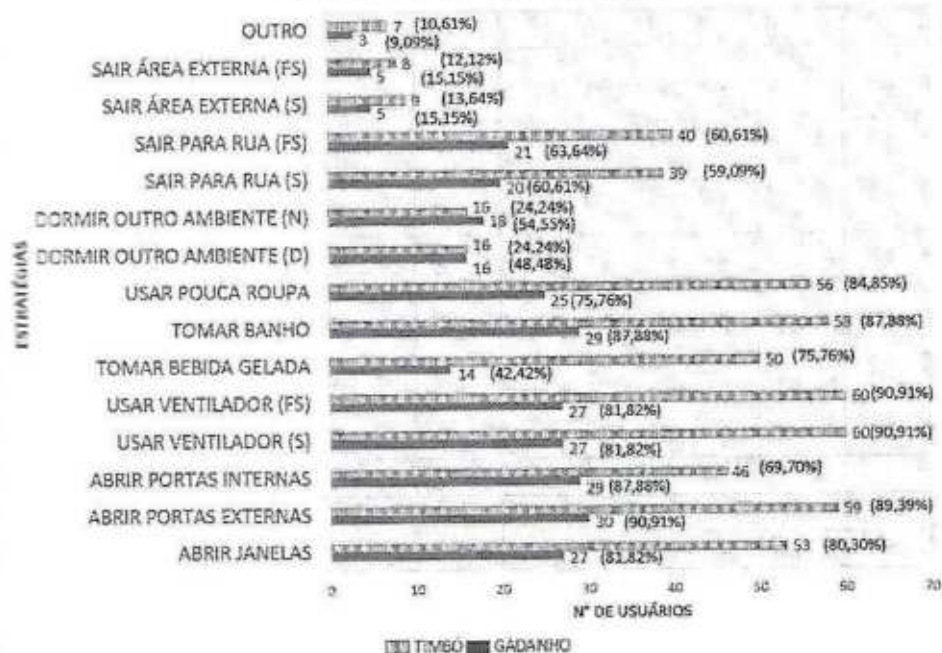 OUTRO 7 (10,61%)
3 (9,09%)
SAIR ÁREA EXTERNA (FS) 8 (12,12%)
5 (15,15%)
SAIR ÁREA EXTERNA (S) (13,64%)
5 (15,15%)
SAIR PARA RUA (FS) 40 (60,61%)
21 (63,64%)
SAIR PARA RUA (S) 39 (59,09%)
20 (60,61%)
DORMIR OUTRO AMBIENTE (N) 16 (24,24%)
18 (54,55%)
DORMIR OUTRO AMBIENTE (D) 16 (24,24%)
16 (48,48%)
USAR POUCA ROUPA 56 (84,85%)
25 (75,76%)
TOMAR BANHO 58 (87,88%)
29 (87,88%)
TOMAR BEBIDA GELADA 50 (75,76%)
14 (42,42%)
USAR VENTILADOR (FS) 60 (90,91%)
27 (81,82%)
USAR VENTILADOR (S) 60 (90,91%)
27 (81,82%)
ABRIR PORTAS INTERNAS 46 (69,70%)
29 (87,88%)
ABRIR PORTAS EXTERNAS 59 (89,39%)
30 (90,91%)
ABRIR JANELAS 53 (80,30%)
27 (81,82%)
ESTRATÉGIAS
0 10 20 30 40 50 60 70
N° DE USUÁRIOS
TIMBÓ GADANHO